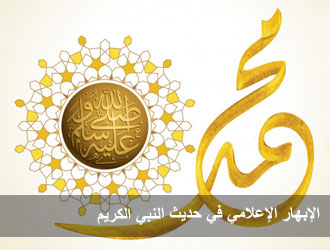 محمد
صلى الله عليه وسلم
الإبهار الإعلامي في حديث النبي الكريم